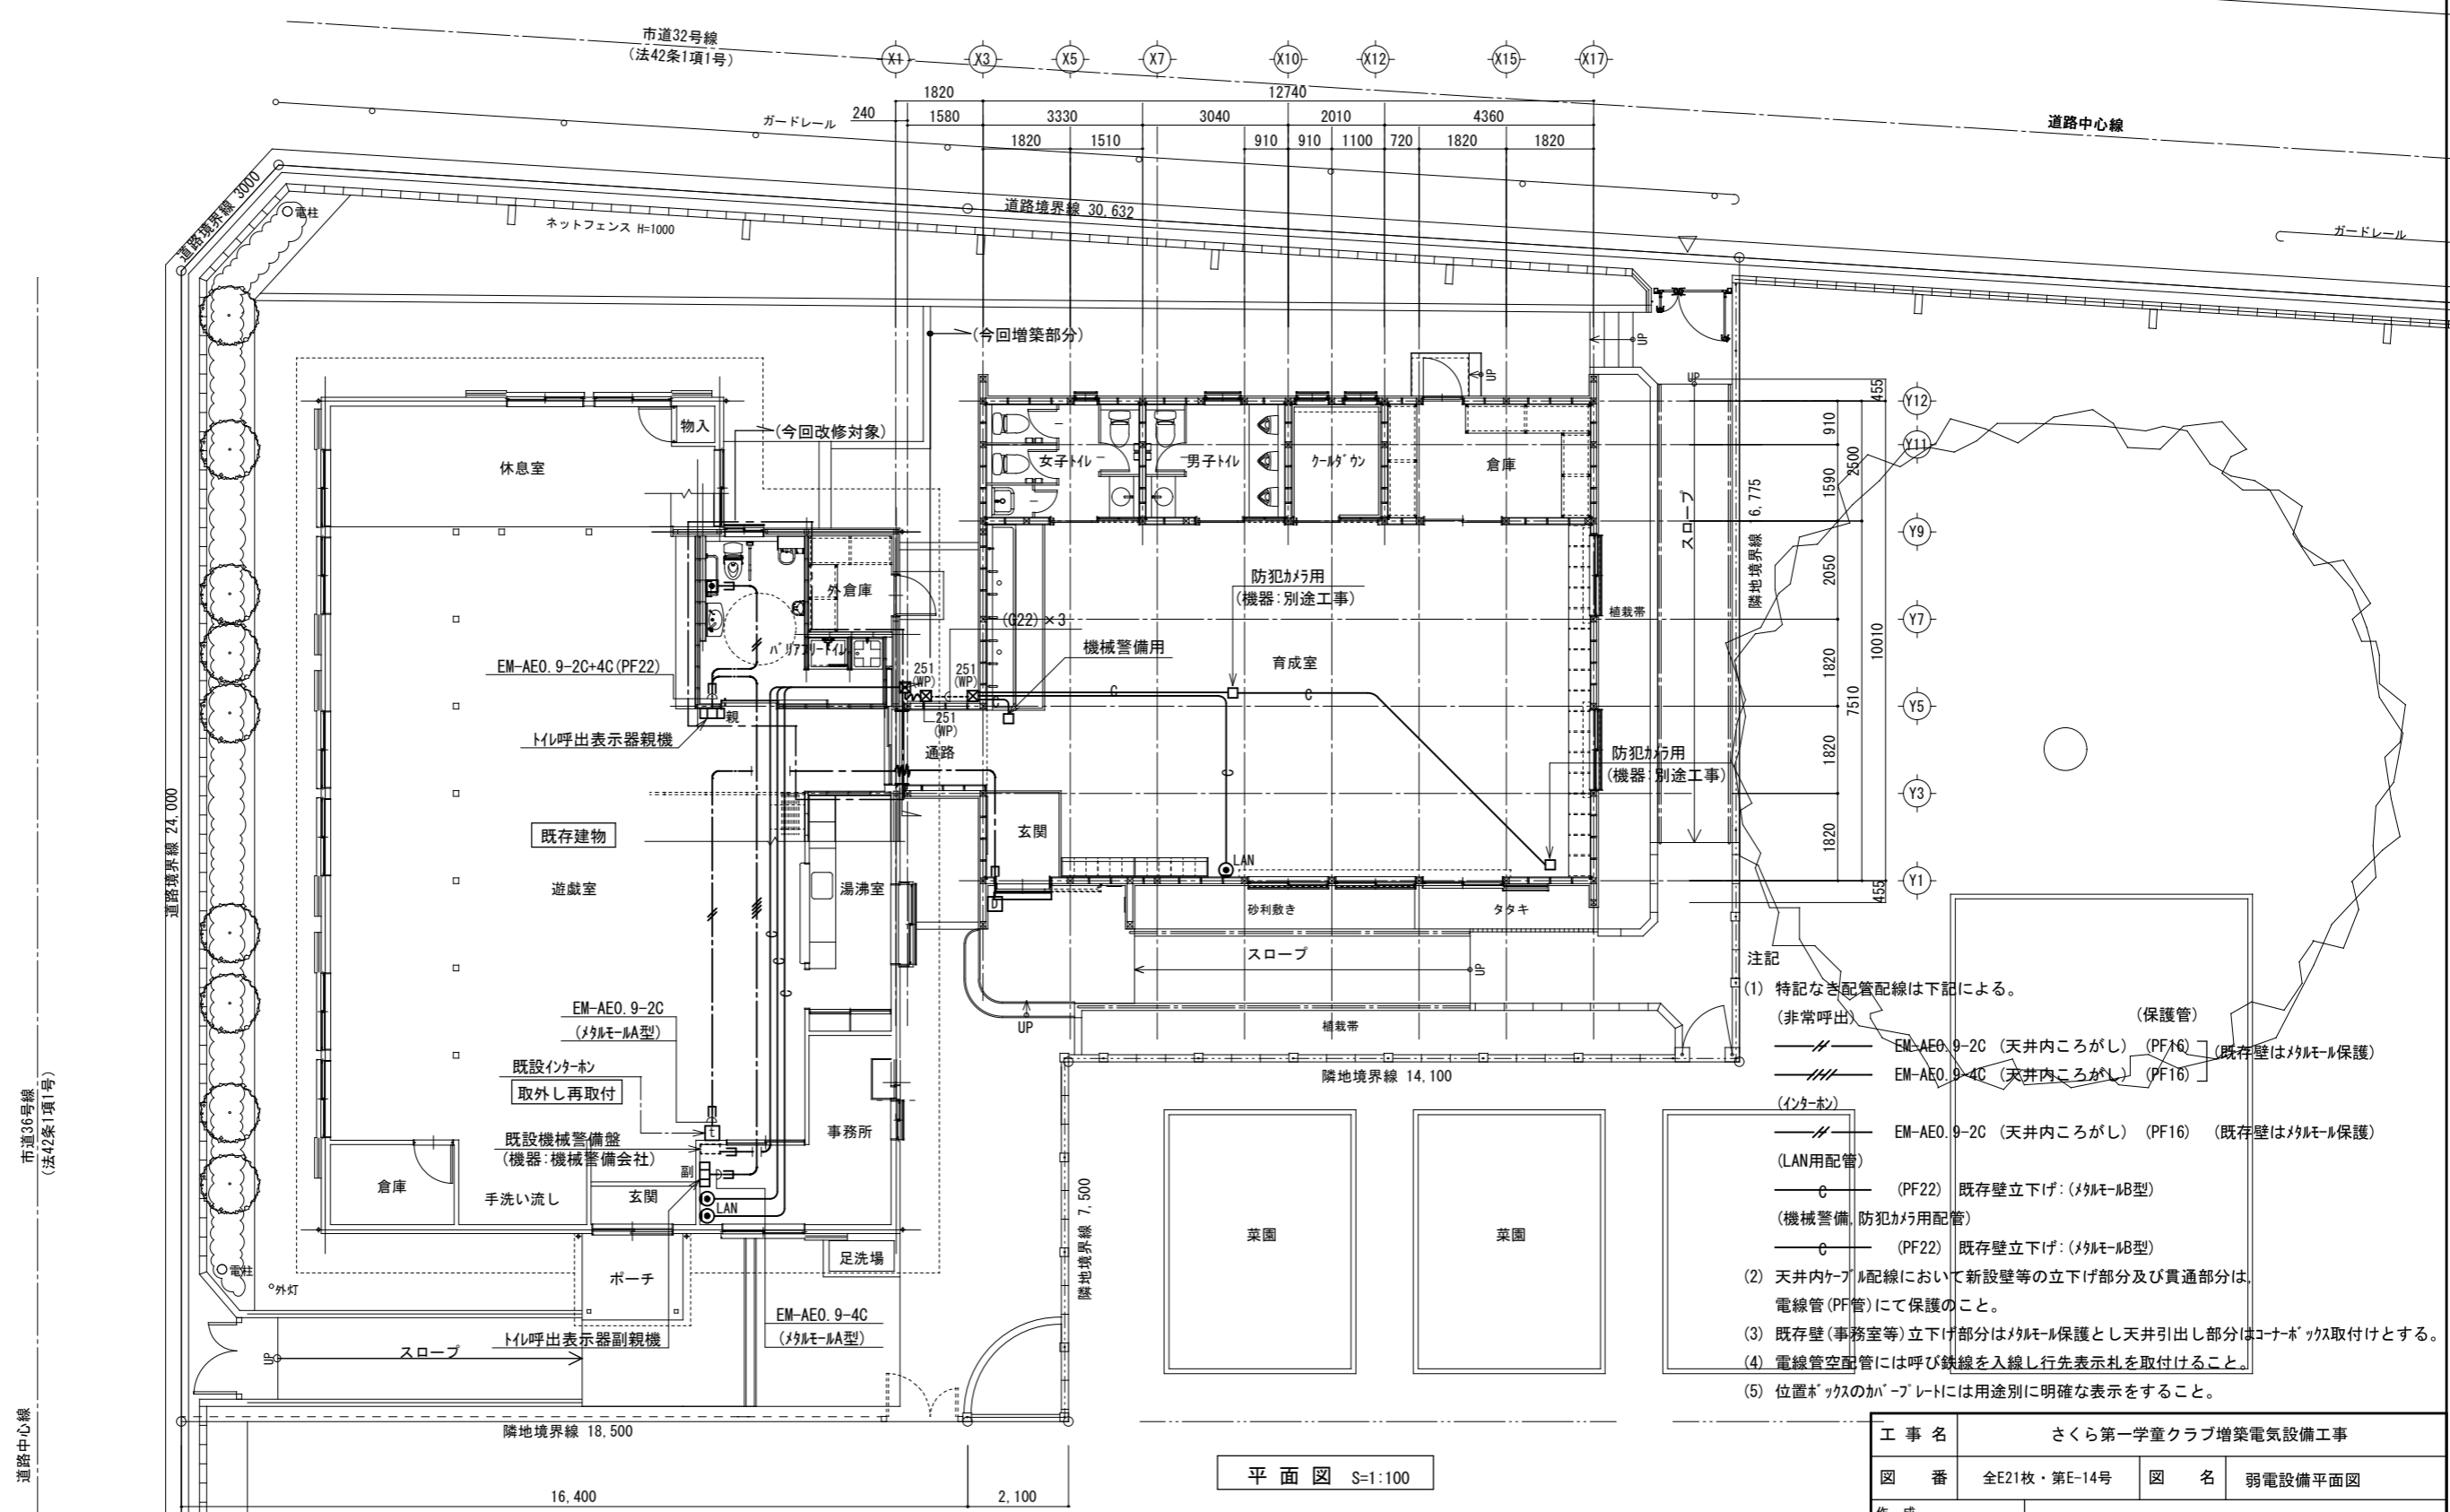 市道32号線
(法42条1項1号)
X1
X3
X5
X7
X10
X12
X15
X17
1820
12740
240
1580
3330
3040
2010
4360
1820
1510
910
910
1100
720
1820
1820
ガードレール
道路中心線
道路境界線 3000
電柱
ネットフェンス H=1000
道路境界線 30,632
ガードレール
(今回増築部分)
UP
UP
UP
455
Y12
物入
(今回改修対象)
910
Y11
休息室
女子トイレ
男子トイレ
クールダウン
倉庫
2500
1590
スロープ
隣地境界線 16,775
Y9
防犯カメラ用
(機器:別途工事)
2050
外倉庫
植栽帯
(G22)×3
Y7
機械警備用
バリアフリートイレ
育成室
10010
EM-AE0.9-2C+4C(PF22)
251
(WP)
251
(WP)
1820
C
C
C
Y5
親
251
(WP)
7510
トイレ呼出表示器親機
通路
防犯カメラ用
(機器:別途工事)
1820
C
Y3
道路境界線 24,000
既存建物
玄関
1820
LAN
遊戯室
湯沸室
Y1
455
D
砂利敷き
タタキ
C
スロープ
UP
C
C
EM-AE0.9-2C
(メタルモールA型)
UP
植栽帯
既設インターホン
取外し再取付
隣地境界線 14,100
市道36号線
(法42条1項1号)
t
既設機械警備盤
(機器:機械警備会社)
事務所
副
倉庫
手洗い流し
玄関
LAN
隣地境界線 7,500
菜園
菜園
足洗場
電柱
外灯
ポーチ
EM-AE0.9-4C
(メタルモールA型)
トイレ呼出表示器副親機
UP
スロープ
道路中心線
隣地境界線 18,500
16,400
2,100
平面図 S=1:100
注記
(1) 特記なき配管配線は下記による。
(非常呼出) (保護管)
EM-AE0.9-2C (天井内ころがし) (PF16) (既存壁はメタルモール保護)
EM-AE0.9-4C (天井内ころがし) (PF16)
(インターホン)
EM-AE0.9-2C (天井内ころがし) (PF16) (既存壁はメタルモール保護)
(LAN用配管)
C (PF22) 既存壁立下げ:(メタルモールB型)
(機械警備,防犯カメラ用配管)
C (PF22) 既存壁立下げ:(メタルモールB型)
(2) 天井内ケーブル配線において新設壁等の立下げ部分及び貫通部分は,
電線管(PF管)にて保護のこと。
(3) 既存壁(事務室等)立下げ部分はメタルモール保護とし天井引出し部分はコーナーボックス取付けとする。
(4) 電線管空配管には呼び鉄線を入線し行先表示札を取付けること。
(5) 位置ボックスのカバープレートには用途別に明確な表示をすること。
工事名 さくら第一学童クラブ増築電気設備工事
図番 全E21枚・第E-14号 図名 弱電設備平面図